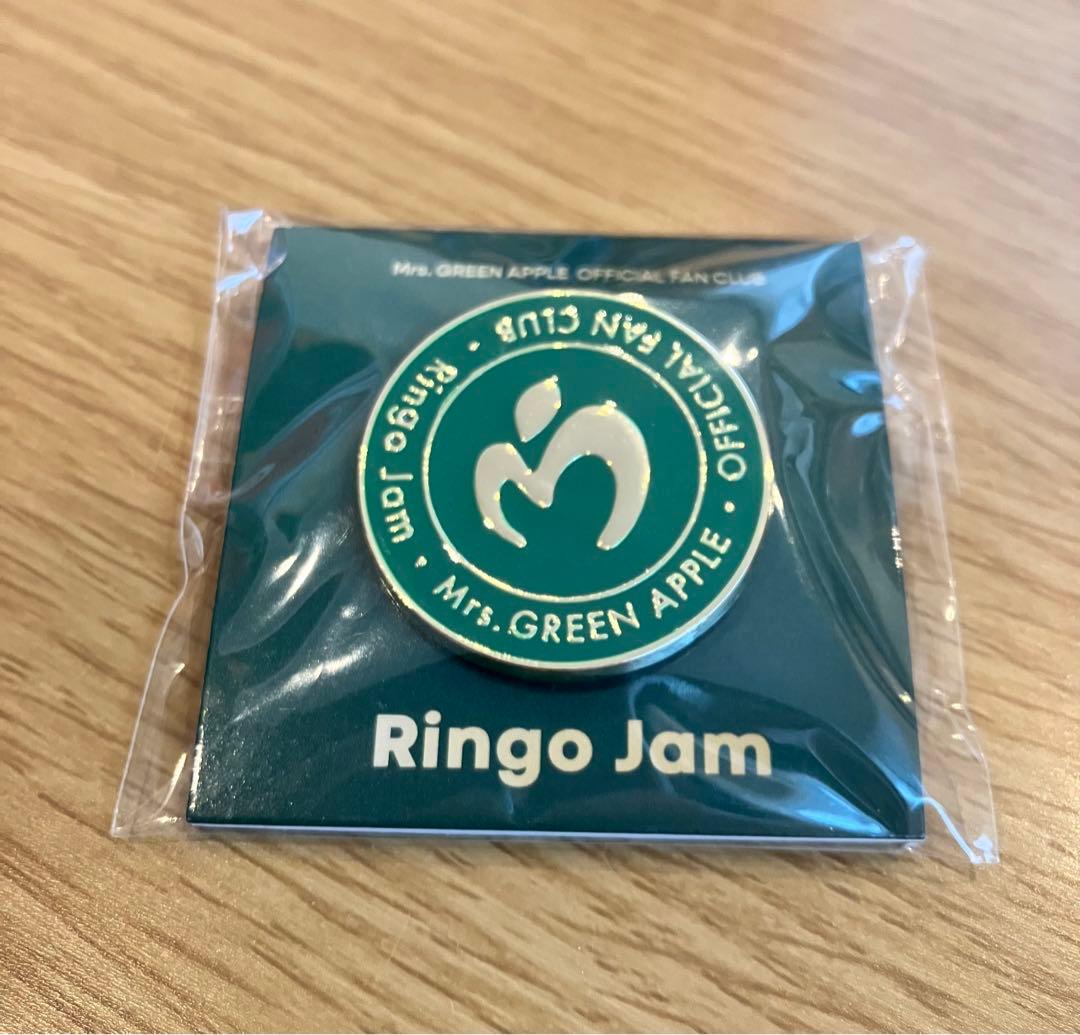 Mrs. GREEN APPLE OFFICIAL FAN CLUB
Mrs. GREEN APPLE • OFFICIAL FAN CLUB • Ringo Jam •
Ringo Jam